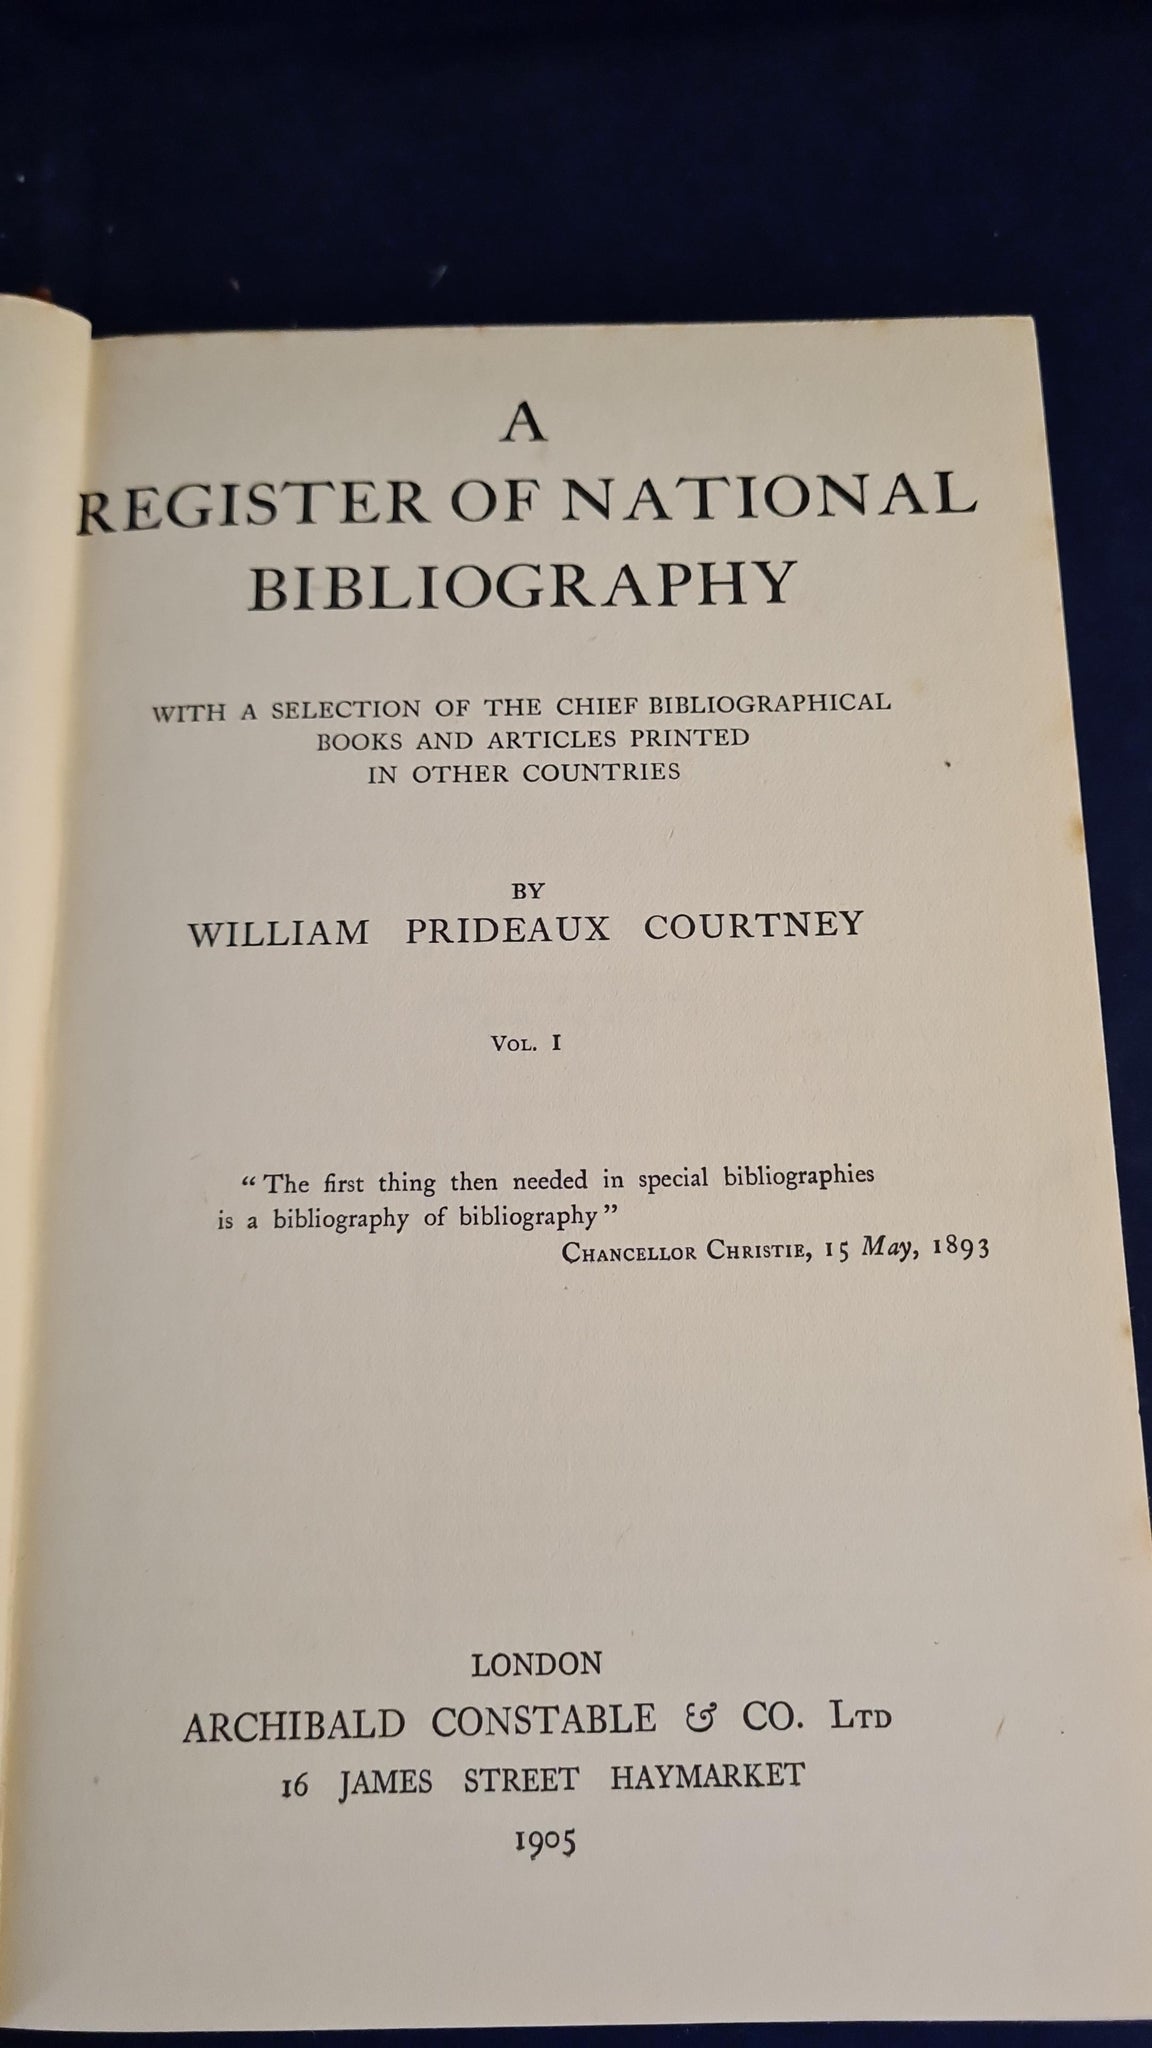 A
REGISTER OF NATIONAL
BIBLIOGRAPHY
WITH A SELECTION OF THE CHIEF BIBLIOGRAPHICAL
BOOKS AND ARTICLES PRINTED
IN OTHER COUNTRIES
BY
WILLIAM PRIDEAUX COURTNEY
VOL. I
“The first thing then needed in special bibliographies
is a bibliography of bibliography”
CHANCELLOR CHRISTIE, 15 May, 1893
LONDON
ARCHIBALD CONSTABLE & CO. LTD
16 JAMES STREET HAYMARKET
1905